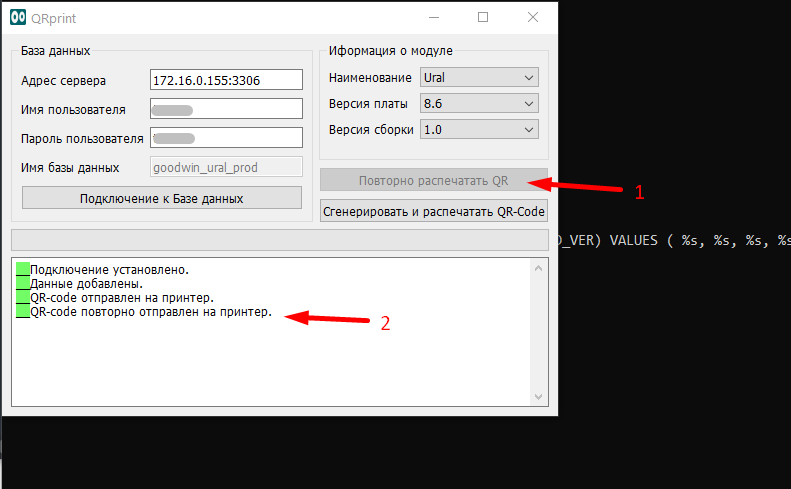 QRprint
База данных
Адрес сервера
172.16.0.155:3306
Имя пользователя
Пароль пользователя
Имя базы данных
goodwin_ural_prod
Подключение к Базе данных
Иформация о модуле
Наименование
Ural
Версия платы
8.6
Версия сборки
1.0
Повторно распечатать QR
1
Сгенерировать и распечатать QR-Code
D_VER) VALUES ( %s, %s, %s, %s
Подключение установлено.
Данные добавлены.
QR-code отправлен на принтер.
QR-code повторно отправлен на принтер.
2